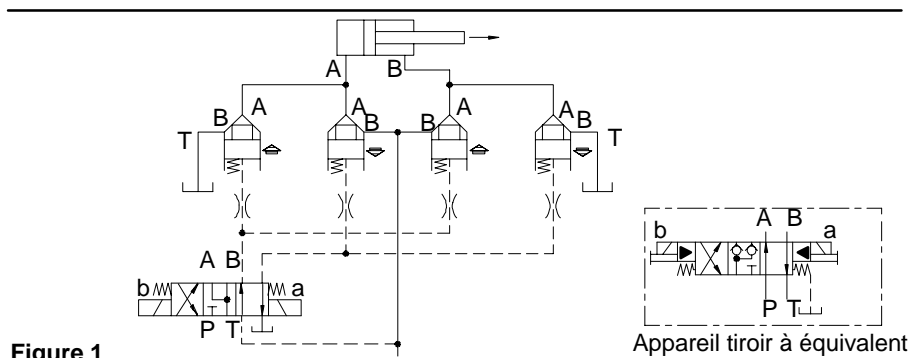 A B
B A A B B A A B
T T
A B
b a
P T
A B
b a
P T
Figure 1
Appareil tiroir à équivalent